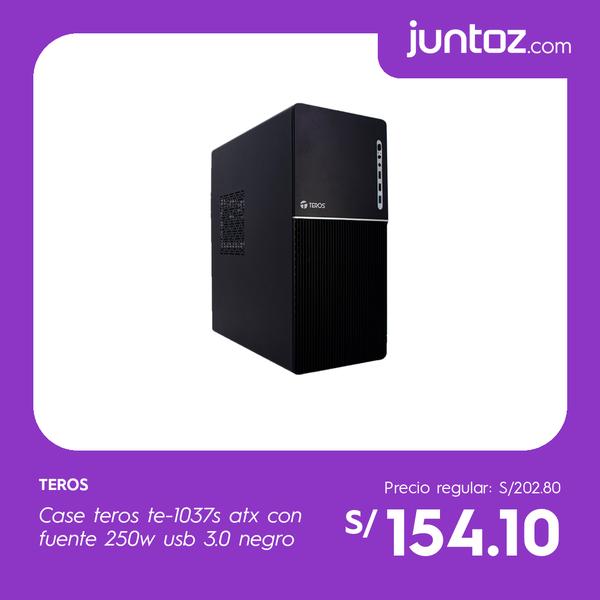 juntoz.com
TEROS
TEROS
Case teros te-1037s atx con
fuente 250w usb 3.0 negro
Precio regular: S/202.80
S/154.10